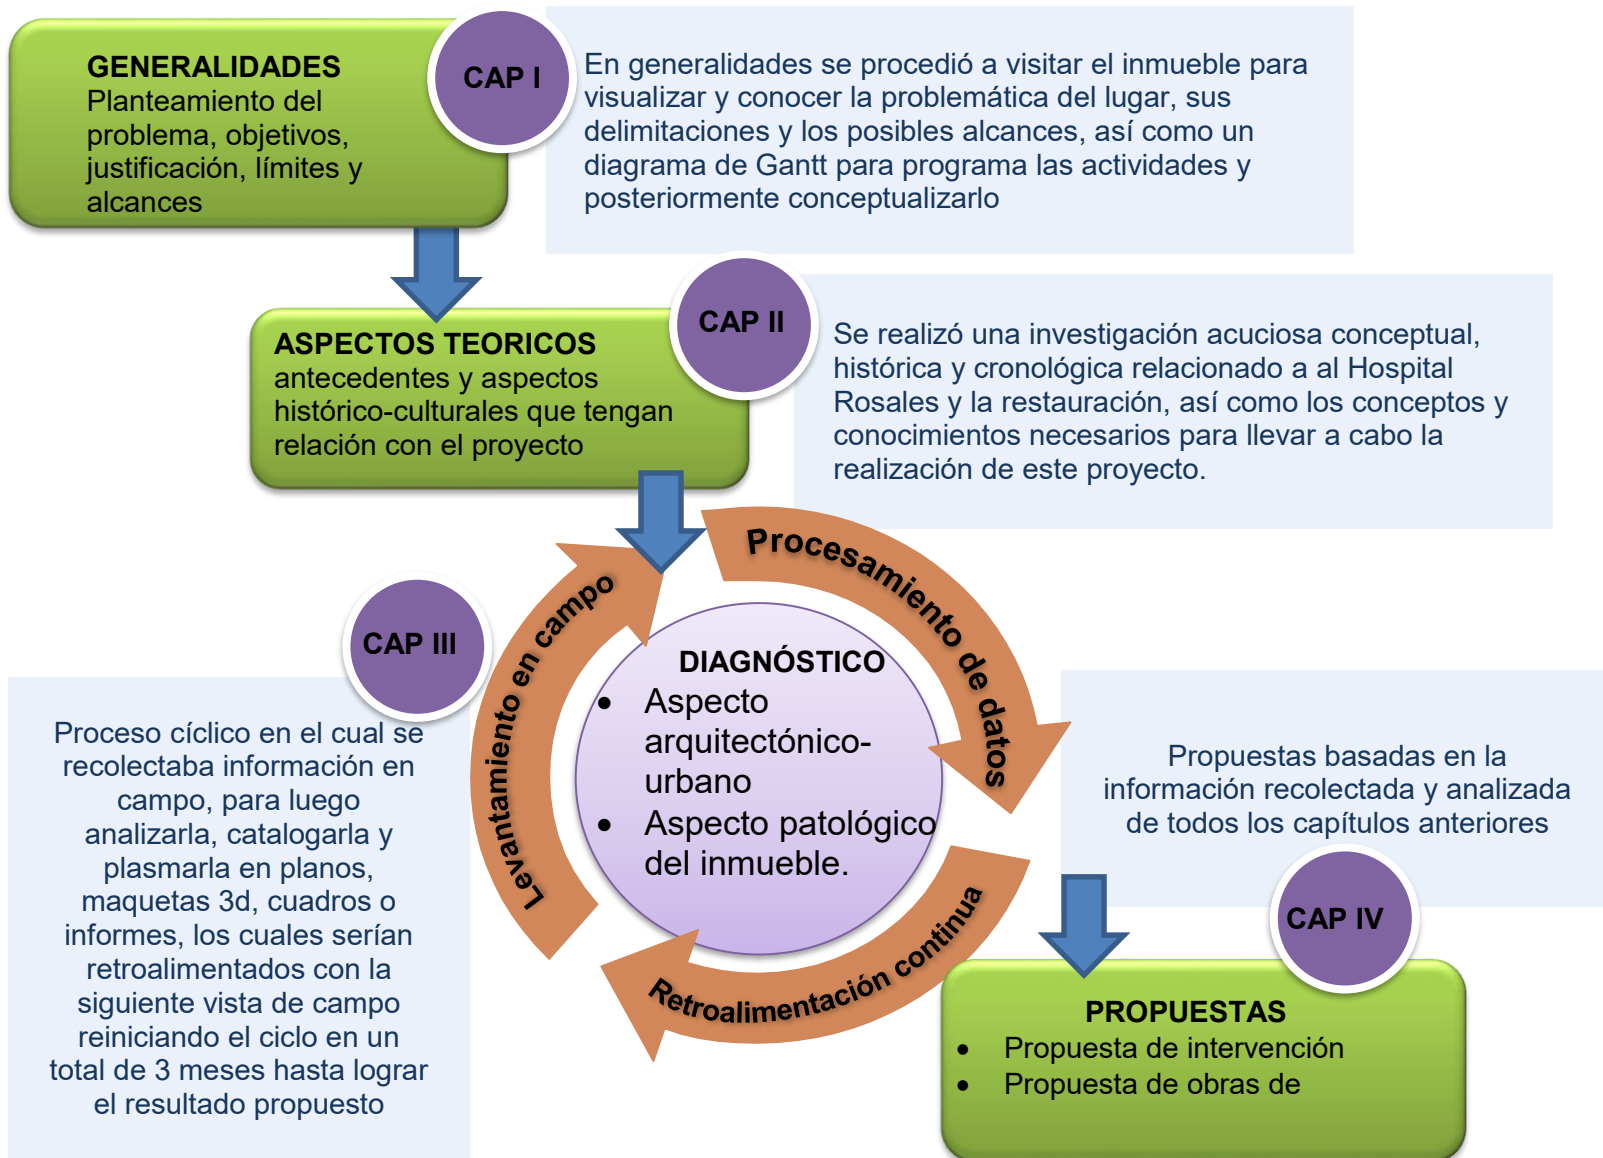 GENERALIDADES
Planteamiento del
problema, objetivos,
justificación, límites y
alcances
CAP I
En generalidades se procedió a visitar el inmueble para
visualizar y conocer la problemática del lugar, sus
delimitaciones y los posibles alcances, así como un
diagrama de Gantt para programa las actividades y
posteriormente conceptualizarlo
ASPECTOS TEORICOS
antecedentes y aspectos
histórico-culturales que tengan
relación con el proyecto
CAP II
Se realizó una investigación acuciosa conceptual,
histórica y cronológica relacionado a al Hospital
Rosales y la restauración, así como los conceptos y
conocimientos necesarios para llevar a cabo la
realización de este proyecto.
CAP III
Proceso cíclico en el cual se
recolectaba información en
campo, para luego
analizarla, catalogarla y
plasmarla en planos,
maquetas 3d, cuadros o
informes, los cuales serían
retroalimentados con la
siguiente vista de campo
reiniciando el ciclo en un
total de 3 meses hasta lograr
el resultado propuesto
Levantamiento en campo
Procesamiento de datos
Retroalimentación continua
DIAGNÓSTICO
• Aspecto
arquitectónico-
urbano
• Aspecto patológico
del inmueble.
Propuestas basadas en la
información recolectada y analizada
de todos los capítulos anteriores
CAP IV
PROPUESTAS
• Propuesta de intervención
• Propuesta de obras de